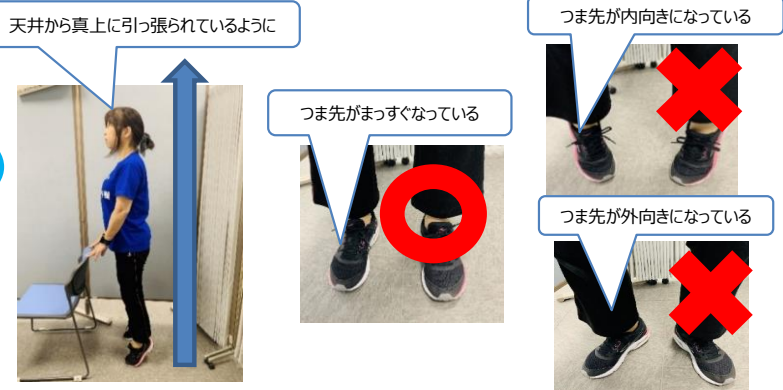 天井から真上に引っ張られているように
つま先がまっすぐなっている
つま先が内向きになっている
つま先が外向きになっている